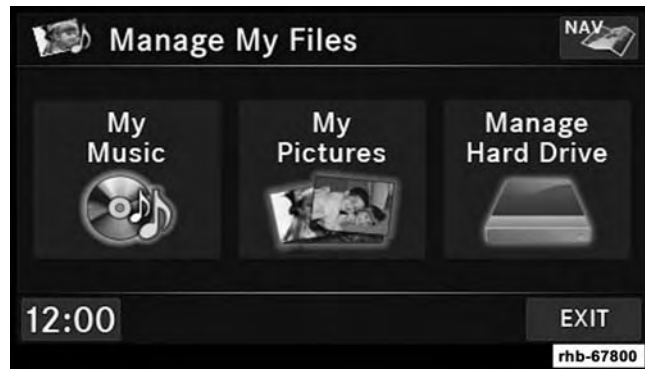 Manage My Files
NAV
My
Music
My
Pictures
Manage
Hard Drive
12:00
EXIT
rhb-67800